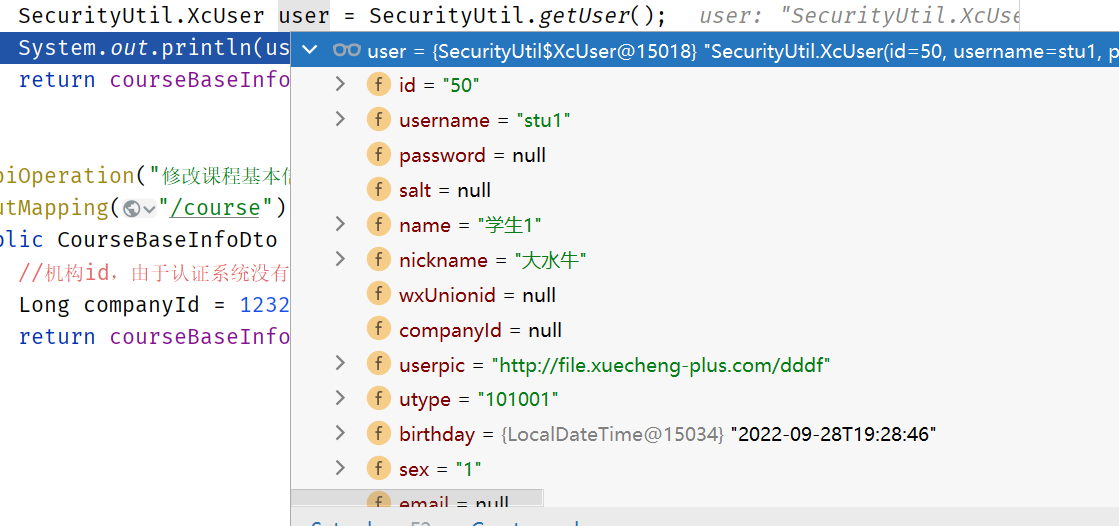 SecurityUtil.XcUser user = SecurityUtil.getUser();   user: "SecurityUtil.XcUse
System.out.println(us
user = {SecurityUtil$XcUser@15018} "SecurityUtil.XcUser(id=50, username=stu1, p
return courseBaseInfo
f id = "50"
f username = "stu1"
f password = null
piOperation("修改课程基本信
f salt = null
utMapping("/course")
f name = "学生1"
blic CourseBaseInfoDto
f nickname = "大水牛"
//机构id，由于认证系统没有
f wxUnionid = null
Long companyId = 1232
f companyId = null
return courseBaseInfo
f userpic = "http://file.xuecheng-plus.com/dddf"
f utype = "101001"
f birthday = {LocalDateTime@15034} "2022-09-28T19:28:46"
f sex = "1"
f email = null